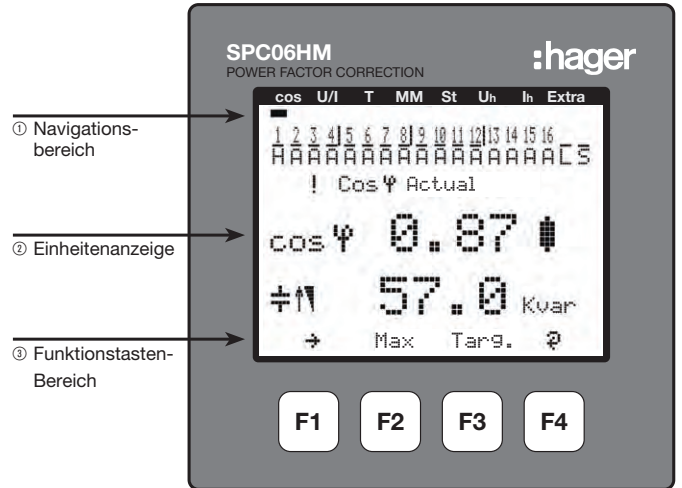 SPC06HM
:hager
POWER FACTOR CORRECTION
cos U/I T MM St Uh Ih Extra
① Navigations-
bereich
1 2 3 4 5 6 7 8 9 10 11 12 13 14 15 16
A A A A A A A A A A A A A A A A C S
! Cos φ Actual
② Einheitenanzeige
cos φ 0.87
57.0 Kvar
③ Funktionstasten-
Bereich
→ Max Targ.
F1 F2 F3 F4